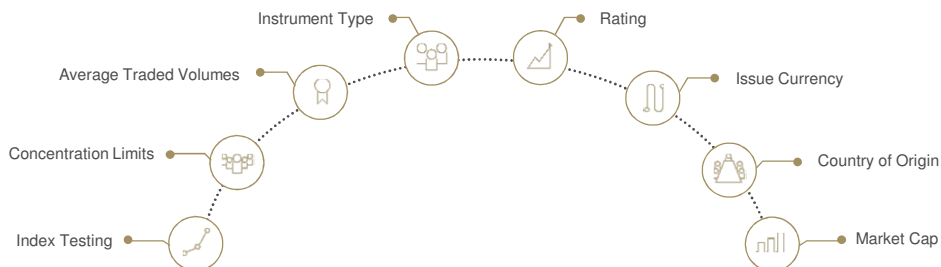 Instrument Type
Rating
Average Traded Volumes
Issue Currency
Concentration Limits
Country of Origin
Index Testing
Market Cap